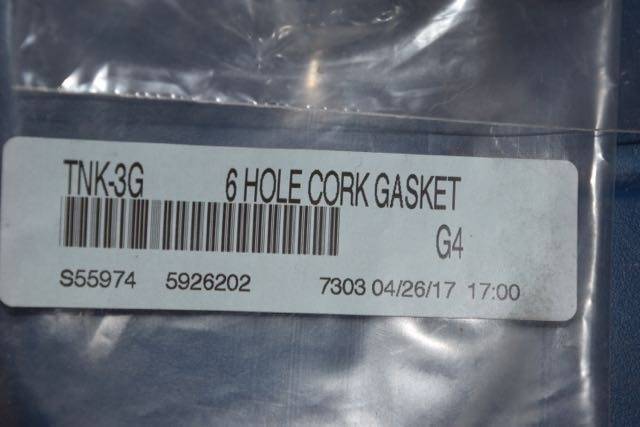 TNK-3G 6 HOLE CORK GASKET
G4
S55974 5926202 7303 04/26/17 17:00